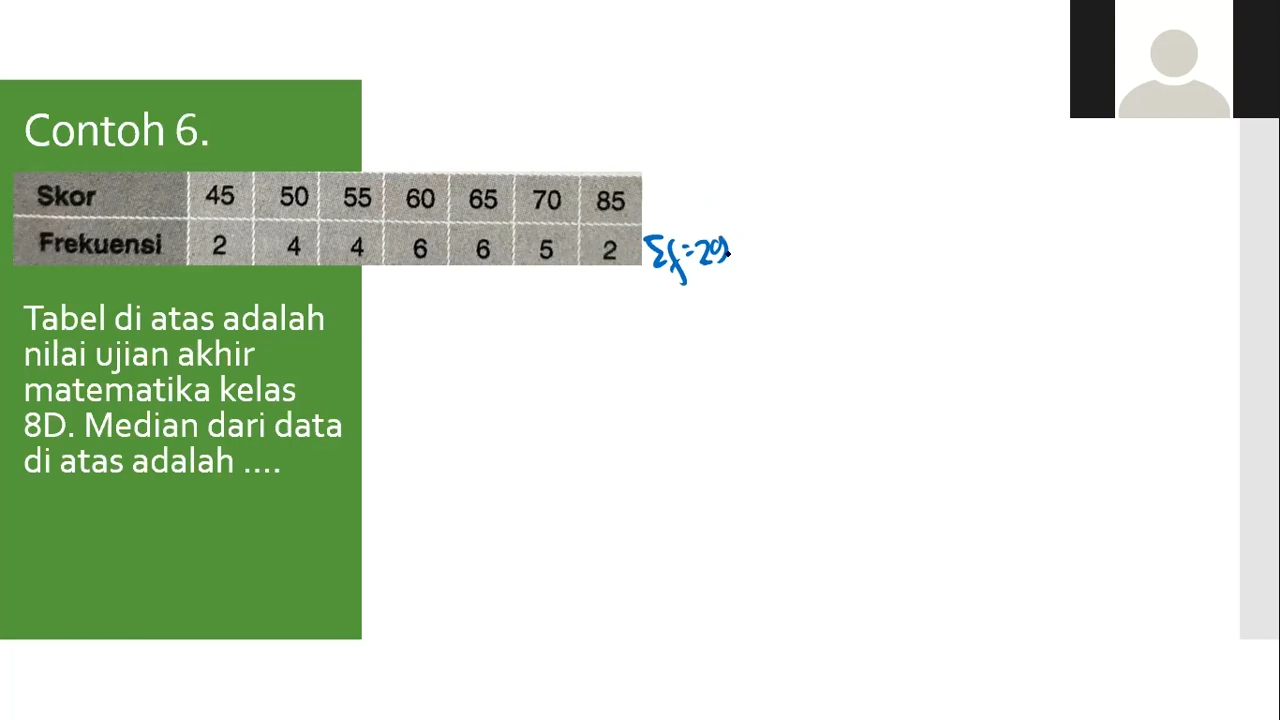 Contoh 6.
Skor 45 50 55 60 65 70 85
Frekuensi 2 4 4 6 6 5 2
Σf=29
Tabel di atas adalah
nilai ujian akhir
matematika kelas
8D. Median dari data
di atas adalah ....